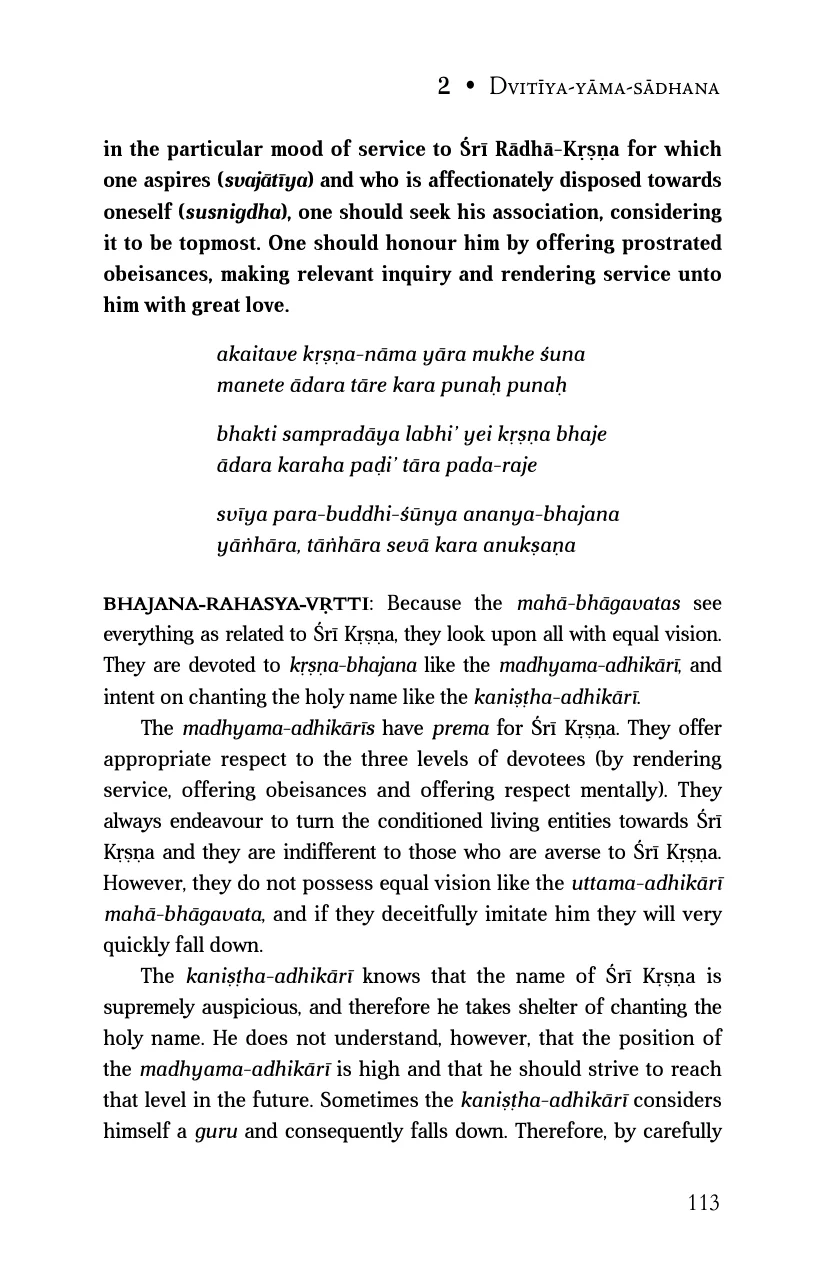 2 • Dvitīya-yāma-sādhana
in the particular mood of service to Śrī Rādhā-Kṛṣṇa for which
one aspires (svajātīya) and who is affectionately disposed towards
oneself (susnigdha), one should seek his association, considering
it to be topmost. One should honour him by offering prostrated
obeisances, making relevant inquiry and rendering service unto
him with great love.
akaitave kṛṣṇa-nāma yāra mukhe śuna
manete ādara tāre kara punaḥ punaḥ
bhakti sampradāya labhi’ yei kṛṣṇa bhaje
ādara karaha paḍi’ tāra pada-raje
svīya para-buddhi-śūnya ananya-bhajana
yāṅhāra, tāṅhāra sevā kara anukṣaṇa
BHAJANA-RAHASYA-VṚTTI: Because the mahā-bhāgavatas see
everything as related to Śrī Kṛṣṇa, they look upon all with equal vision.
They are devoted to kṛṣṇa-bhajana like the madhyama-adhikārī, and
intent on chanting the holy name like the kaniṣṭha-adhikārī.
The madhyama-adhikārīs have prema for Śrī Kṛṣṇa. They offer
appropriate respect to the three levels of devotees (by rendering
service, offering obeisances and offering respect mentally). They
always endeavour to turn the conditioned living entities towards Śrī
Kṛṣṇa and they are indifferent to those who are averse to Śrī Kṛṣṇa.
However, they do not possess equal vision like the uttama-adhikārī
mahā-bhāgavata, and if they deceitfully imitate him they will very
quickly fall down.
The kaniṣṭha-adhikārī knows that the name of Śrī Kṛṣṇa is
supremely auspicious, and therefore he takes shelter of chanting the
holy name. He does not understand, however, that the position of
the madhyama-adhikārī is high and that he should strive to reach
that level in the future. Sometimes the kaniṣṭha-adhikārī considers
himself a guru and consequently falls down. Therefore, by carefully
113